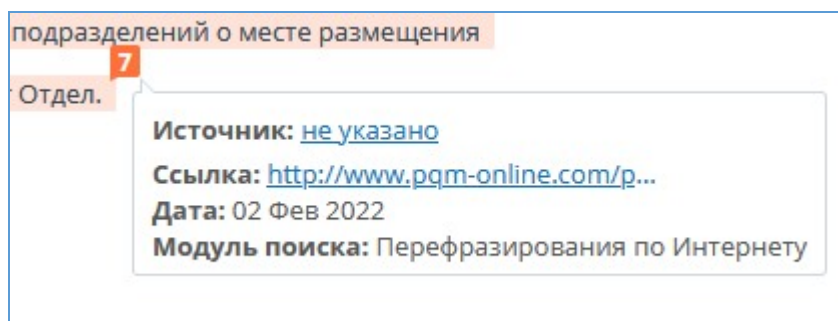 подразделений о месте размещения
7
Отдел.
Источник: не указано
Ссылка: http://www.pqm-online.com/p...
Дата: 02 Фев 2022
Модуль поиска: Перефразирования по Интернету